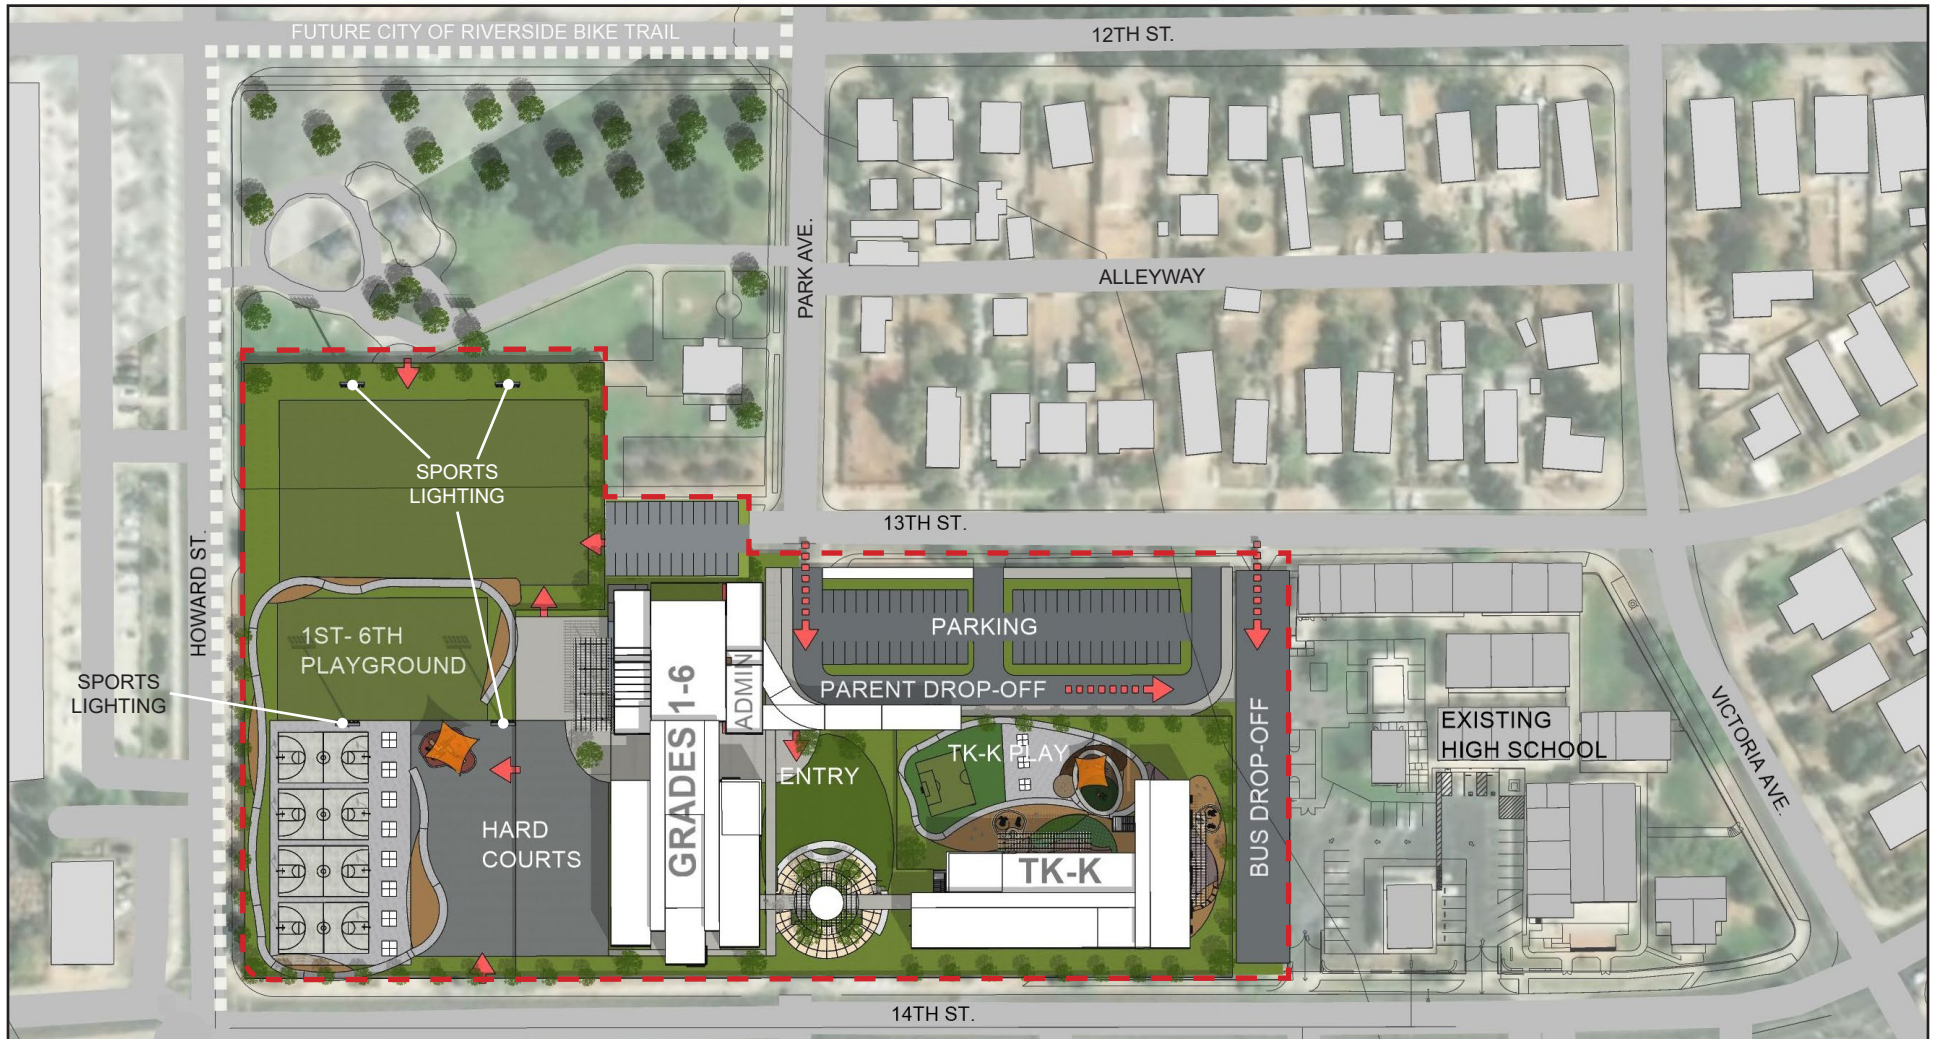 FUTURE CITY OF RIVERSIDE BIKE TRAIL
12TH ST.
PARK AVE.
ALLEYWAY
SPORTS
LIGHTING
13TH ST.
HOWARD ST.
1ST- 6TH
PLAYGROUND
PARKING
SPORTS
LIGHTING
PARENT DROP-OFF
GRADES 1-6
ADMIN
ENTRY
TK-K PLAY
BUS DROP-OFF
EXISTING
HIGH SCHOOL
VICTORIA AVE.
HARD
COURTS
TK-K
14TH ST.